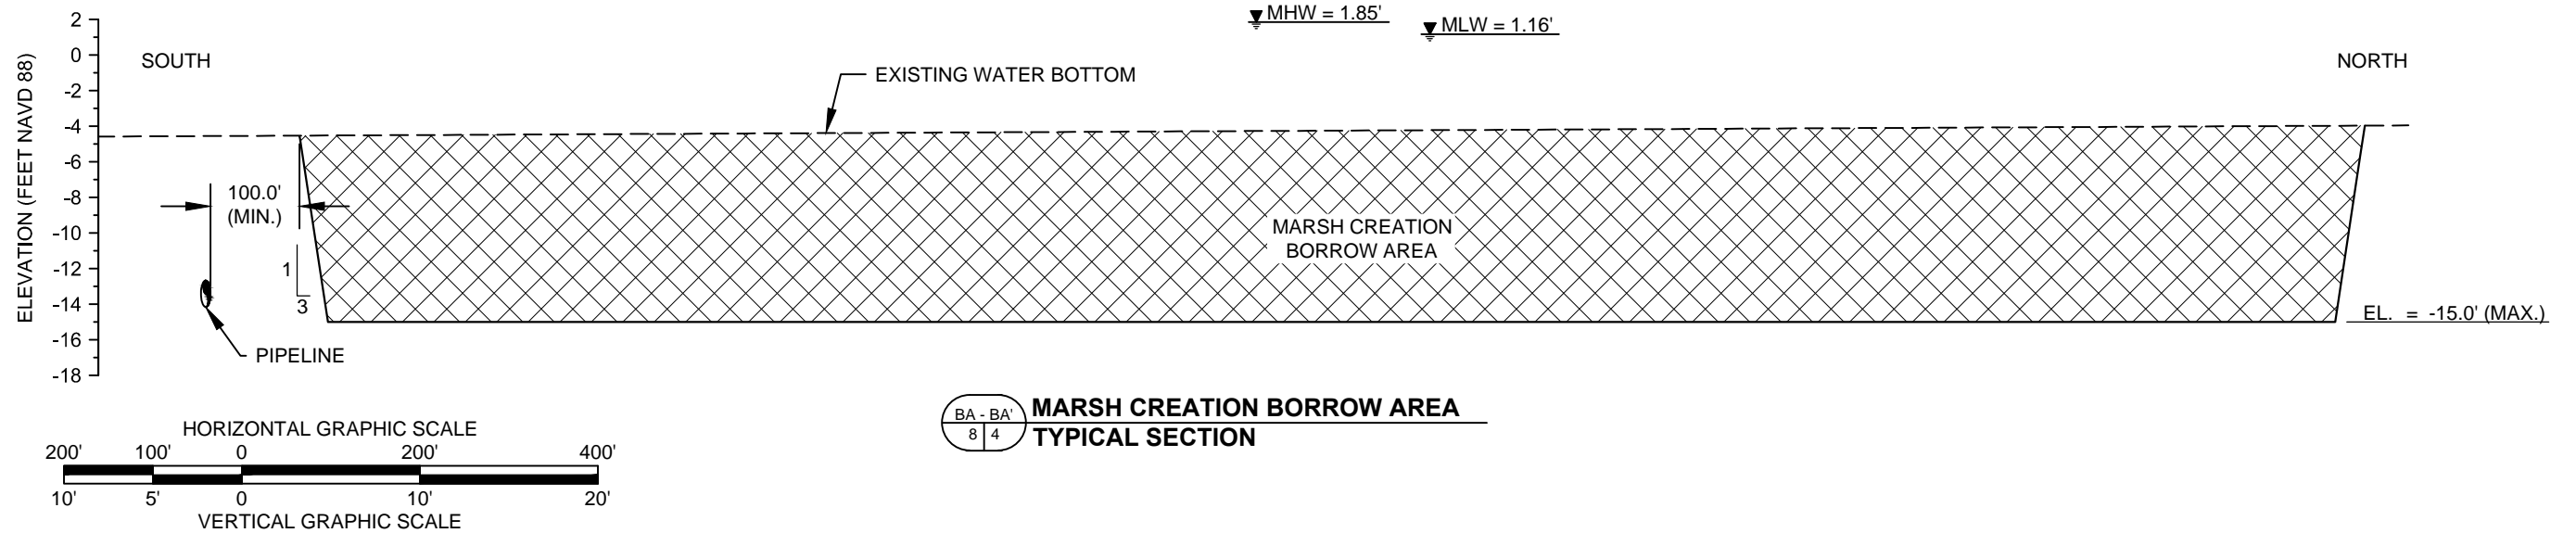 MHW = 1.85'
MLW = 1.16'
2
0
-2
-4
-6
-8
-10
-12
-14
-16
-18
ELEVATION (FEET NAVD 88)
SOUTH
NORTH
EXISTING WATER BOTTOM
100.0'
(MIN.)
1
3
PIPELINE
MARSH CREATION
BORROW AREA
EL. = -15.0' (MAX.)
BA - BA'
8 4
MARSH CREATION BORROW AREA
TYPICAL SECTION
HORIZONTAL GRAPHIC SCALE
200' 100' 0 200' 400'
10' 5' 0 10' 20'
VERTICAL GRAPHIC SCALE